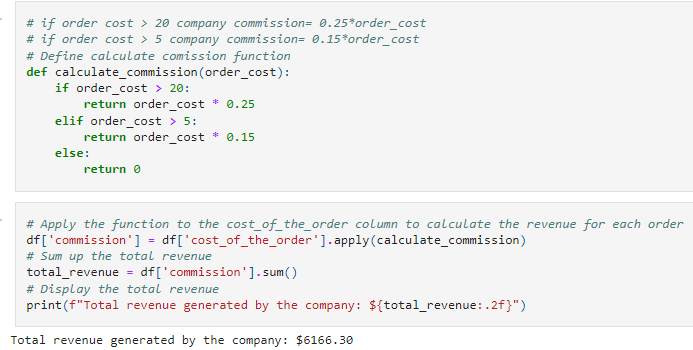 # if order cost > 20 company commission= 0.25*order_cost
# if order cost > 5 company commission= 0.15*order_cost
# Define calculate comission function
def calculate_commission(order_cost):
    if order_cost > 20:
        return order_cost * 0.25
    elif order_cost > 5:
        return order_cost * 0.15
    else:
        return 0
# Apply the function to the cost_of_the_order column to calculate the revenue for each order
df['commission'] = df['cost_of_the_order'].apply(calculate_commission)
# Sum up the total revenue
total_revenue = df['commission'].sum()
# Display the total revenue
print(f"Total revenue generated by the company: ${total_revenue:.2f}")
Total revenue generated by the company: $6166.30